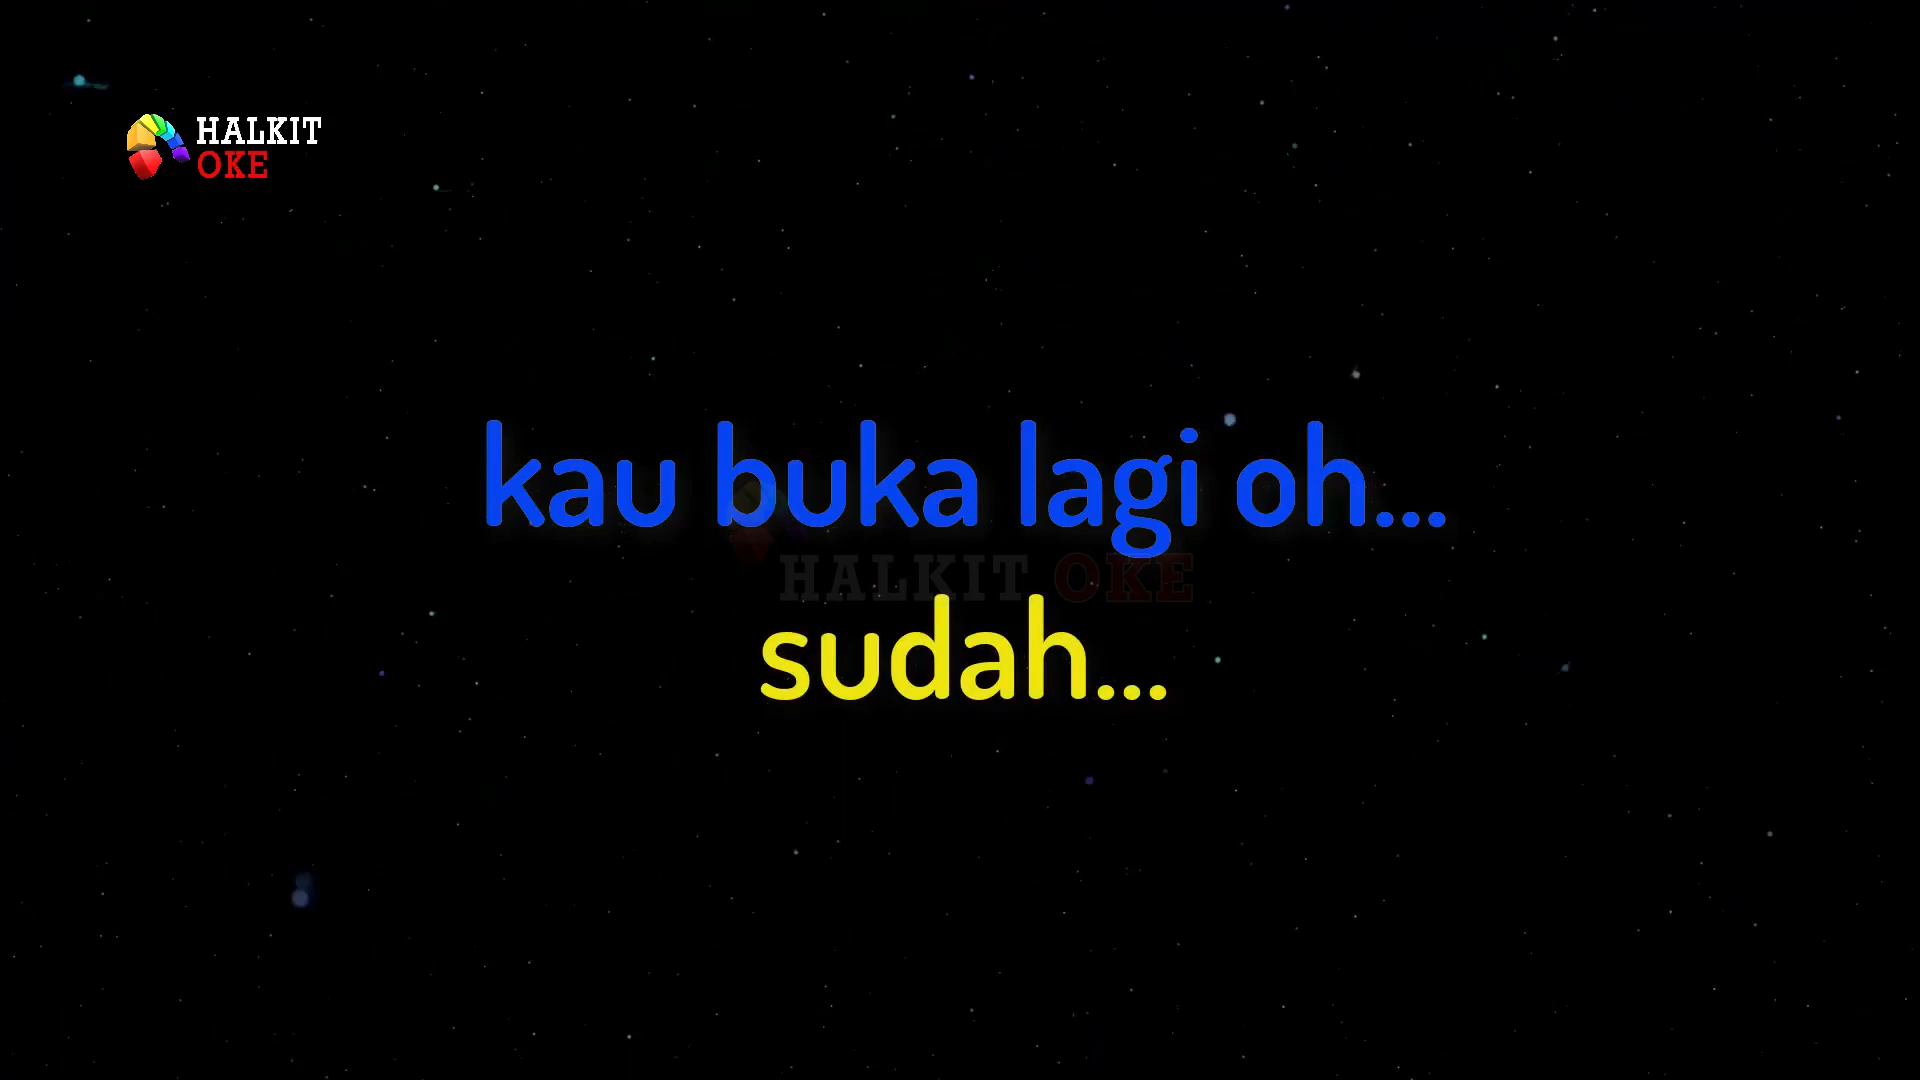 HALKIT
OKE
kau buka lagi oh...
HALKIT OKE
sudah...